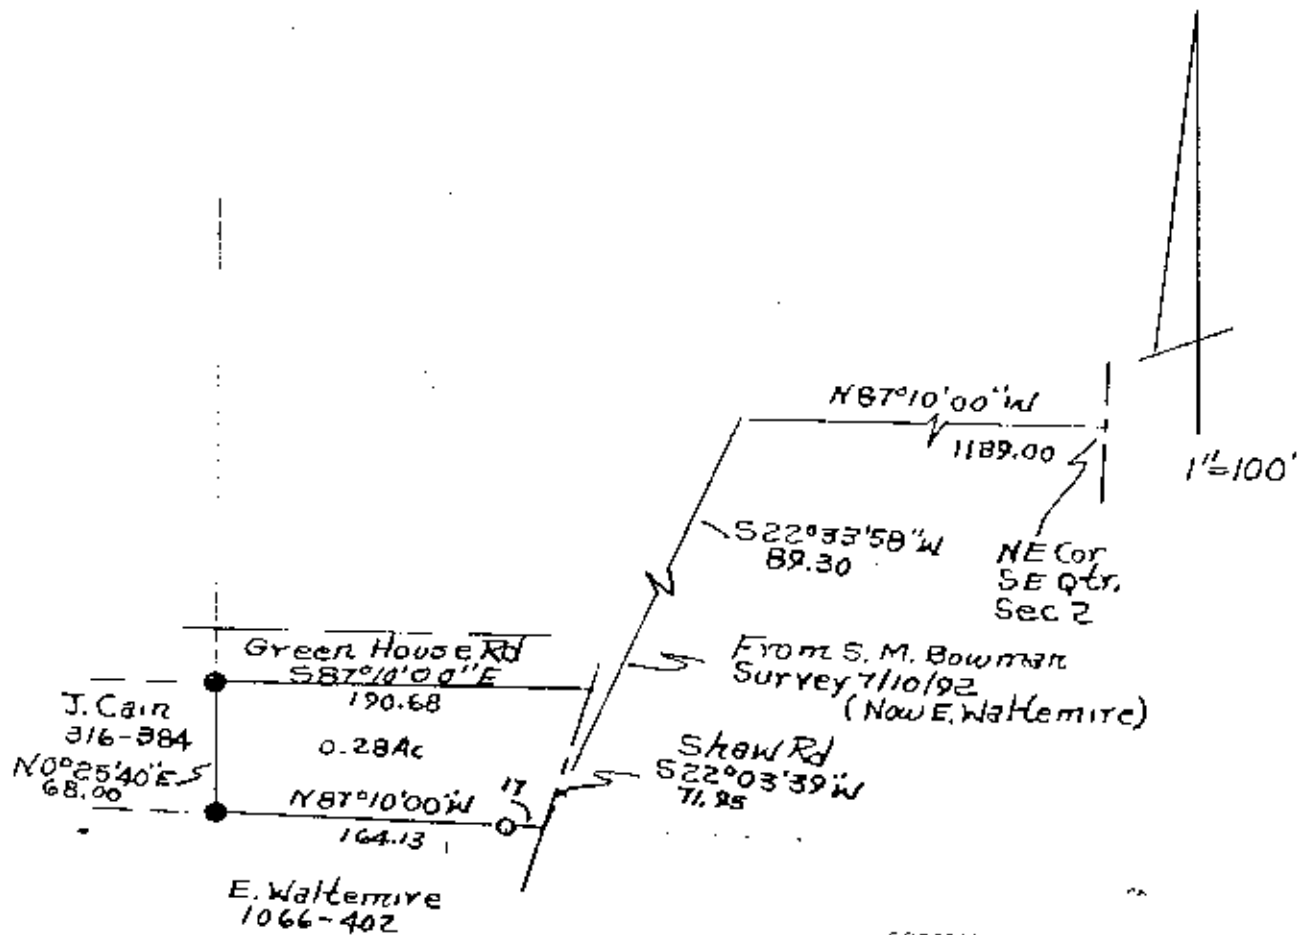 N87°10'00"W
1189.00
1"=100'
S22°33'58"W
89.30
NE Cor
SE Qtr.
Sec 2
Green House Rd
S87°10'00"E
190.68
From S. M. Bowman
Survey 7/10/92
(Now E. Waltemire)
J. Cain
316-384
N0°25'40"E
68.00
0.28Ac
Shaw Rd
S22°03'39"W
71.95
N87°10'00"W
17
164.13
E. Waltemire
1066-402